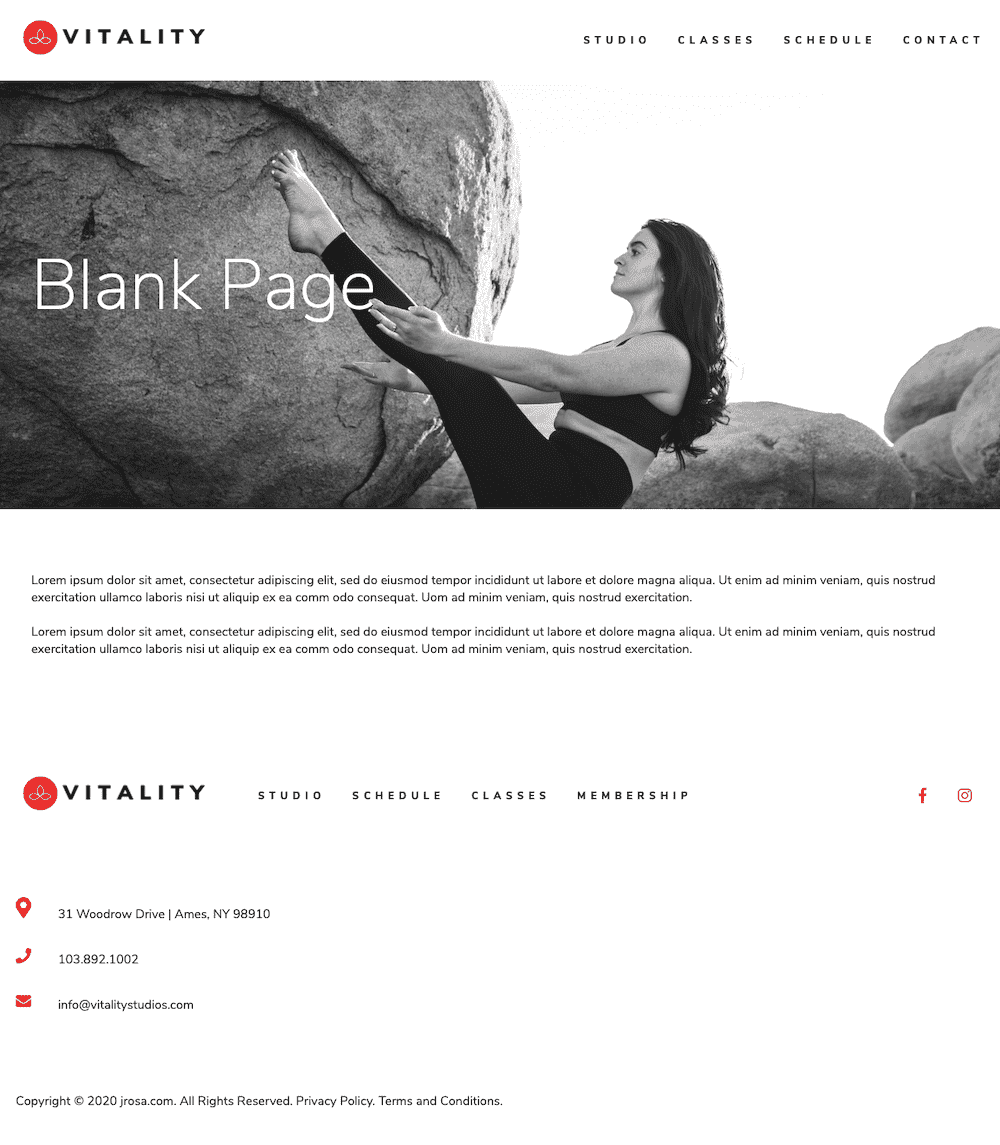 VITALITY
STUDIO CLASSES SCHEDULE CONTACT
Blank Page
Lorem ipsum dolor sit amet, consectetur adipiscing elit, sed do eiusmod tempor incididunt ut labore et dolore magna aliqua. Ut enim ad minim veniam, quis nostrud
exercitation ullamco laboris nisi ut aliquip ex ea comm odo consequat. Uom ad minim veniam, quis nostrud exercitation.
Lorem ipsum dolor sit amet, consectetur adipiscing elit, sed do eiusmod tempor incididunt ut labore et dolore magna aliqua. Ut enim ad minim veniam, quis nostrud
exercitation ullamco laboris nisi ut aliquip ex ea comm odo consequat. Uom ad minim veniam, quis nostrud exercitation.
VITALITY
STUDIO SCHEDULE CLASSES MEMBERSHIP
31 Woodrow Drive | Ames, NY 98910
103.892.1002
info@vitalitystudios.com
Copyright © 2020 jrosa.com. All Rights Reserved. Privacy Policy. Terms and Conditions.